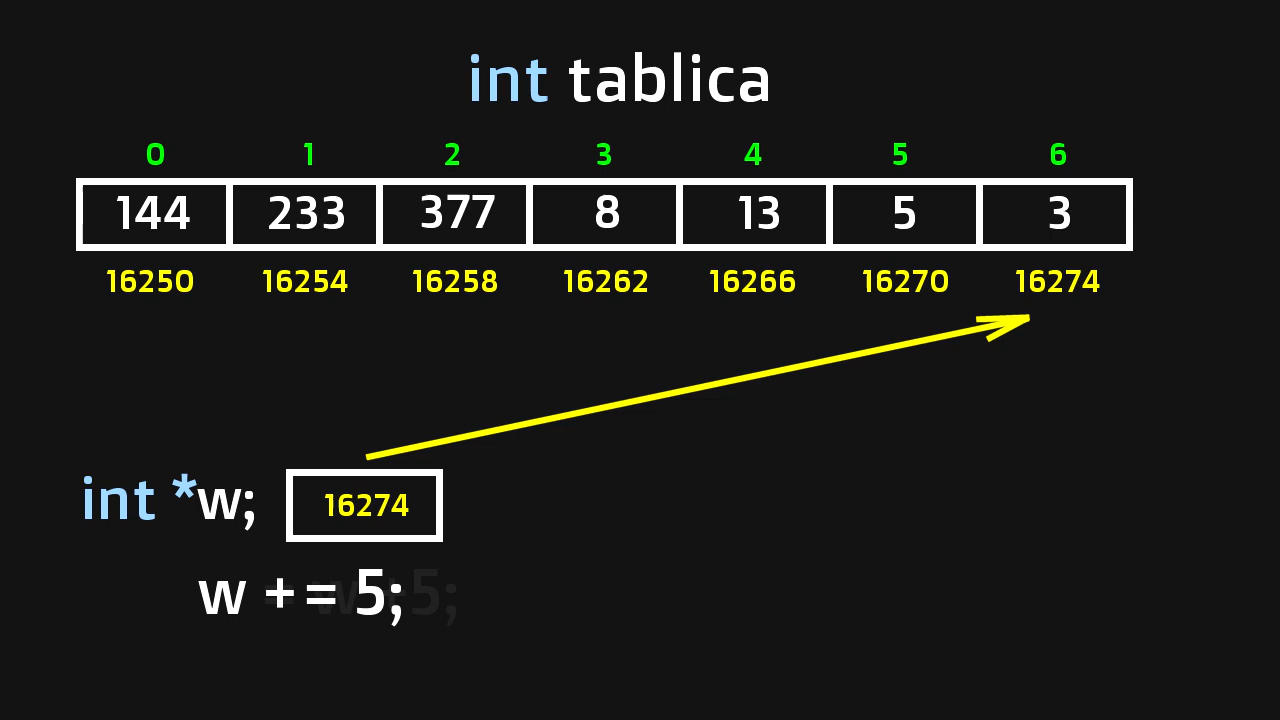 int tablica
0 1 2 3 4 5 6
144 233 377 8 13 5 3
16250 16254 16258 16262 16266 16270 16274
int *w; 16274
w += 5;